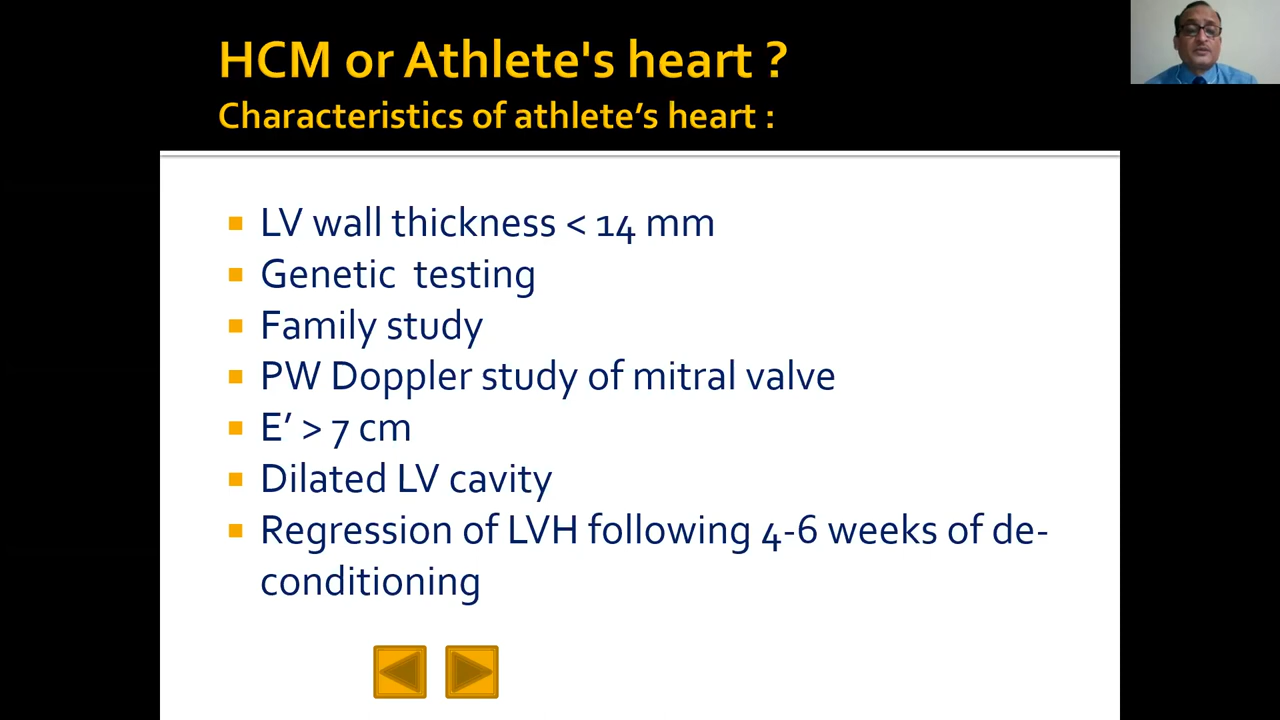 HCM or Athlete's heart ?
Characteristics of athlete’s heart :
LV wall thickness < 14 mm
Genetic  testing
Family study
PW Doppler study of mitral valve
E’ > 7 cm
Dilated LV cavity
Regression of LVH following 4-6 weeks of de-
conditioning